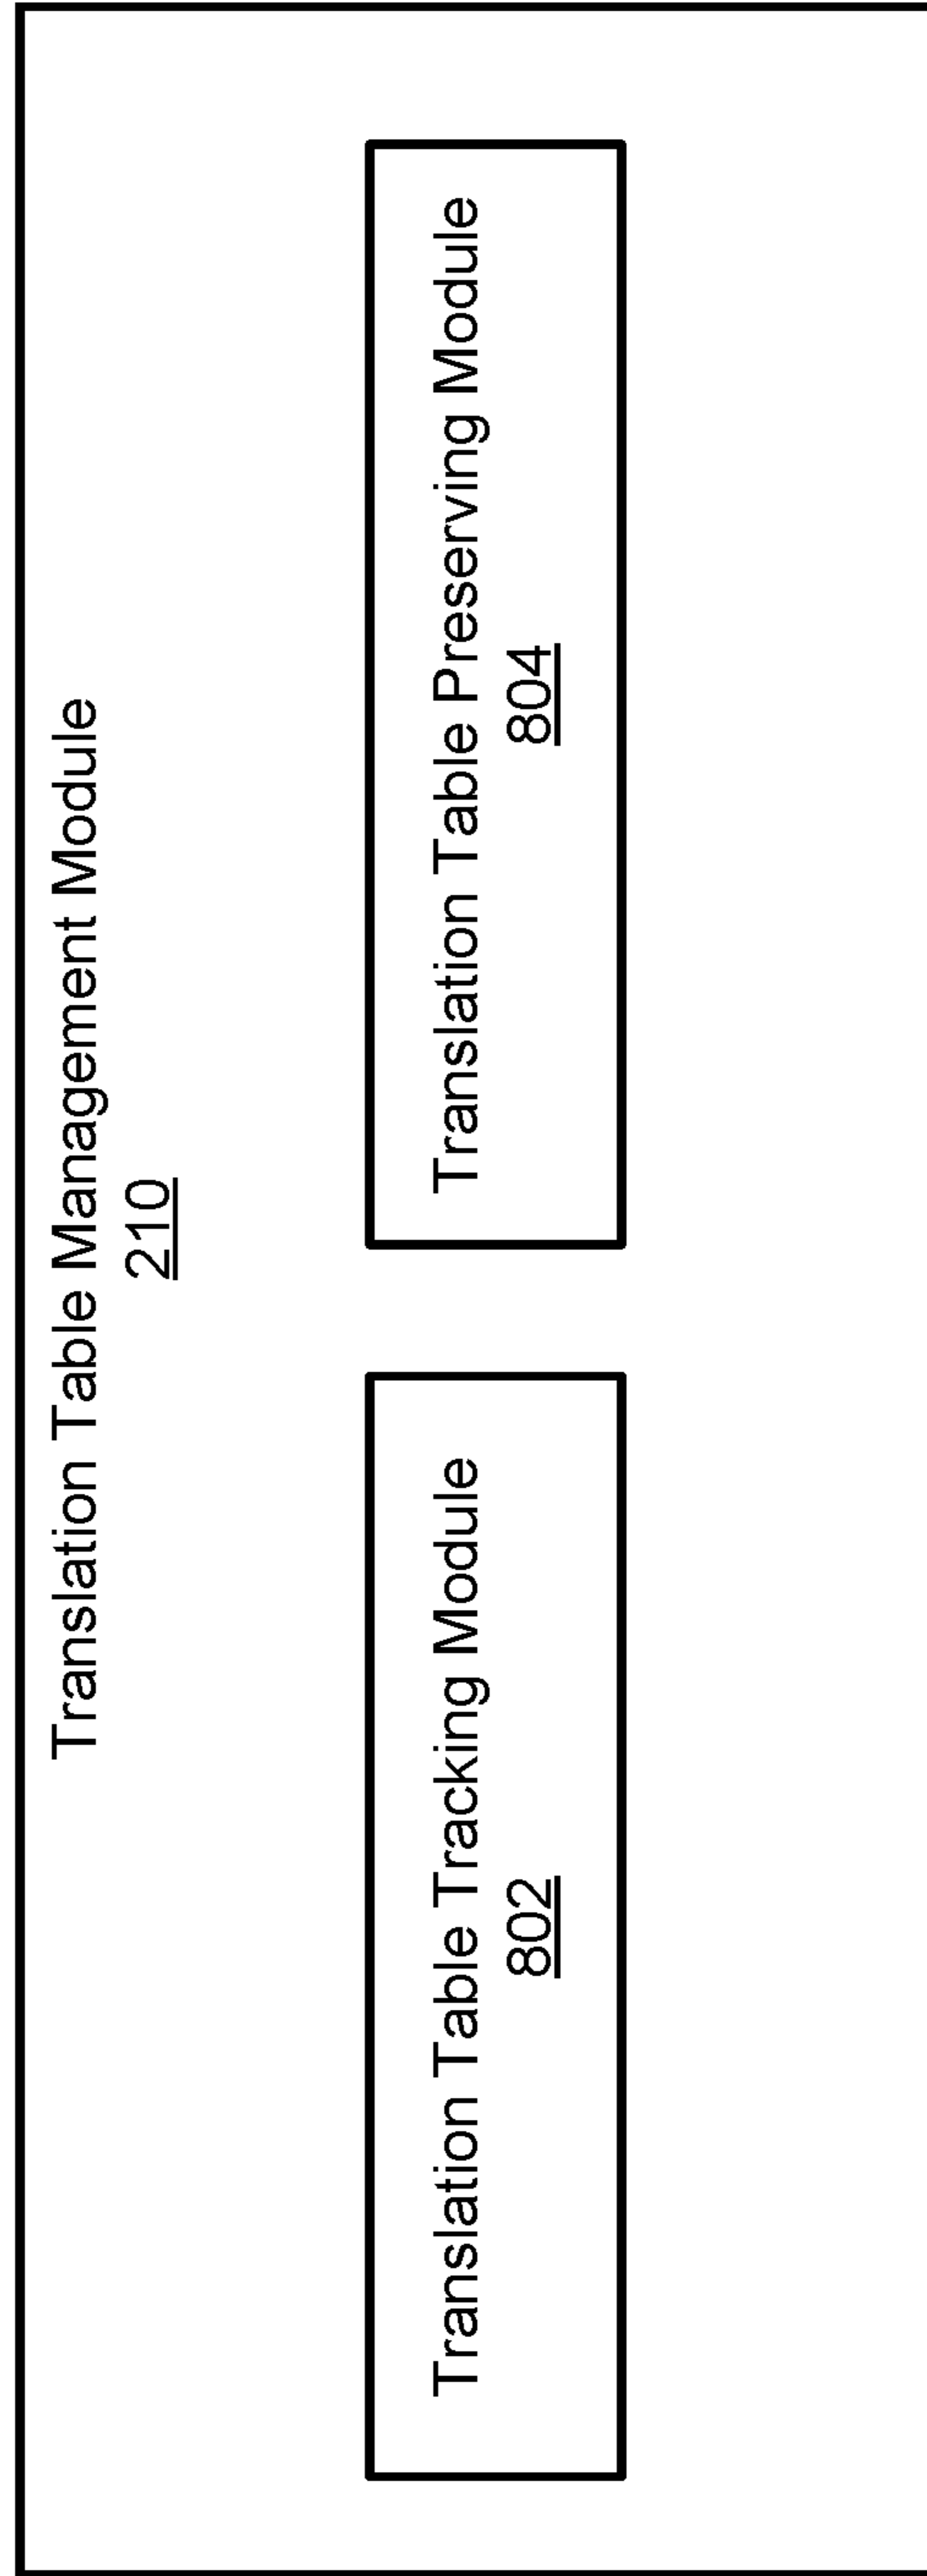 Translation Table Management Module
210
Translation Table Tracking Module
802
Translation Table Preserving Module
804